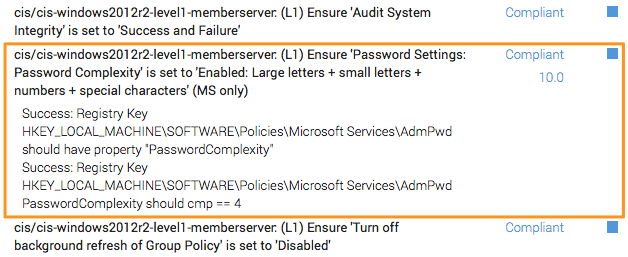 cis/cis-windows2012r2-level1-memberserver: (L1) Ensure 'Audit System Compliant
Integrity' is set to 'Success and Failure'
cis/cis-windows2012r2-level1-memberserver: (L1) Ensure 'Password Settings: Compliant
Password Complexity' is set to 'Enabled: Large letters + small letters + 10.0
numbers + special characters' (MS only)
Success: Registry Key
HKEY_LOCAL_MACHINE\SOFTWARE\Policies\Microsoft Services\AdmPwd
should have property "PasswordComplexity"
Success: Registry Key
HKEY_LOCAL_MACHINE\SOFTWARE\Policies\Microsoft Services\AdmPwd
PasswordComplexity should cmp == 4
cis/cis-windows2012r2-level1-memberserver: (L1) Ensure 'Turn off Compliant
background refresh of Group Policy' is set to 'Disabled'